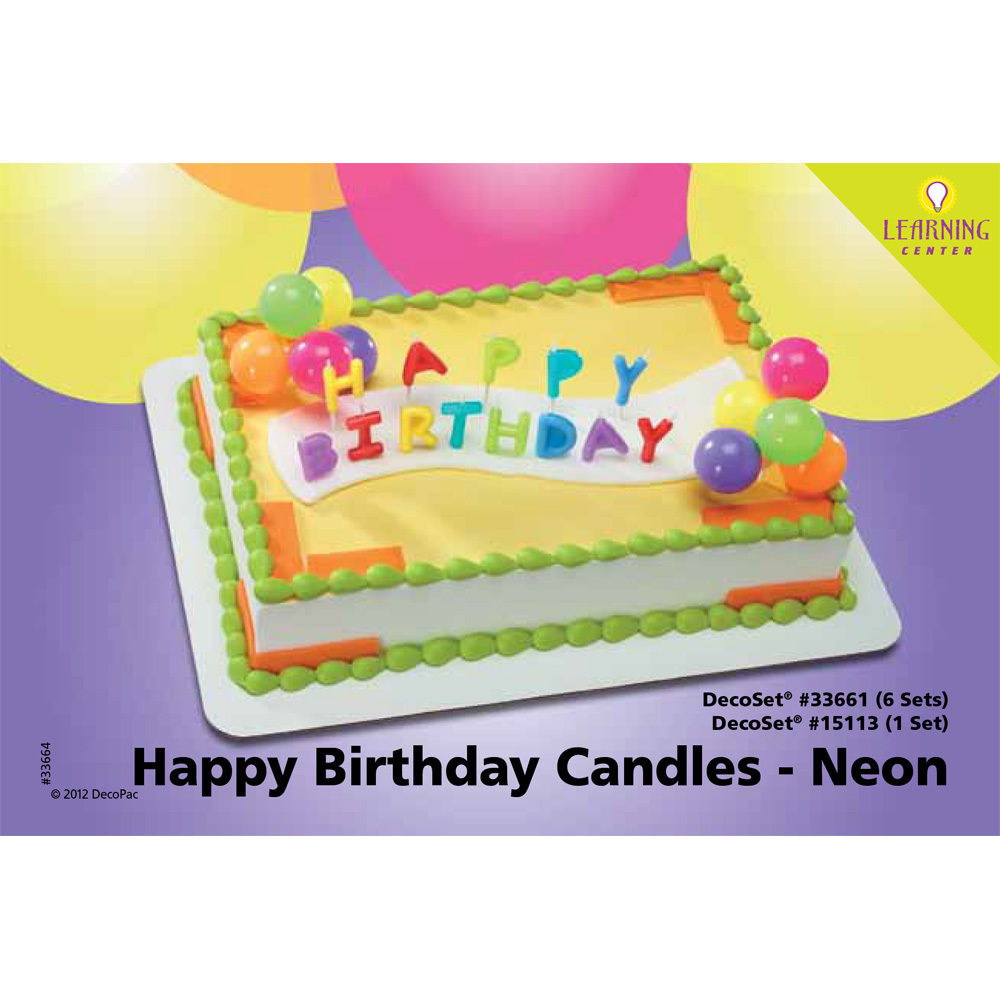 LEARNING
CENTER
HAPPY
BIRTHDAY
DecoSet® #33661 (6 Sets)
DecoSet® #15113 (1 Set)
Happy Birthday Candles - Neon
#33664
© 2012 DecoPac